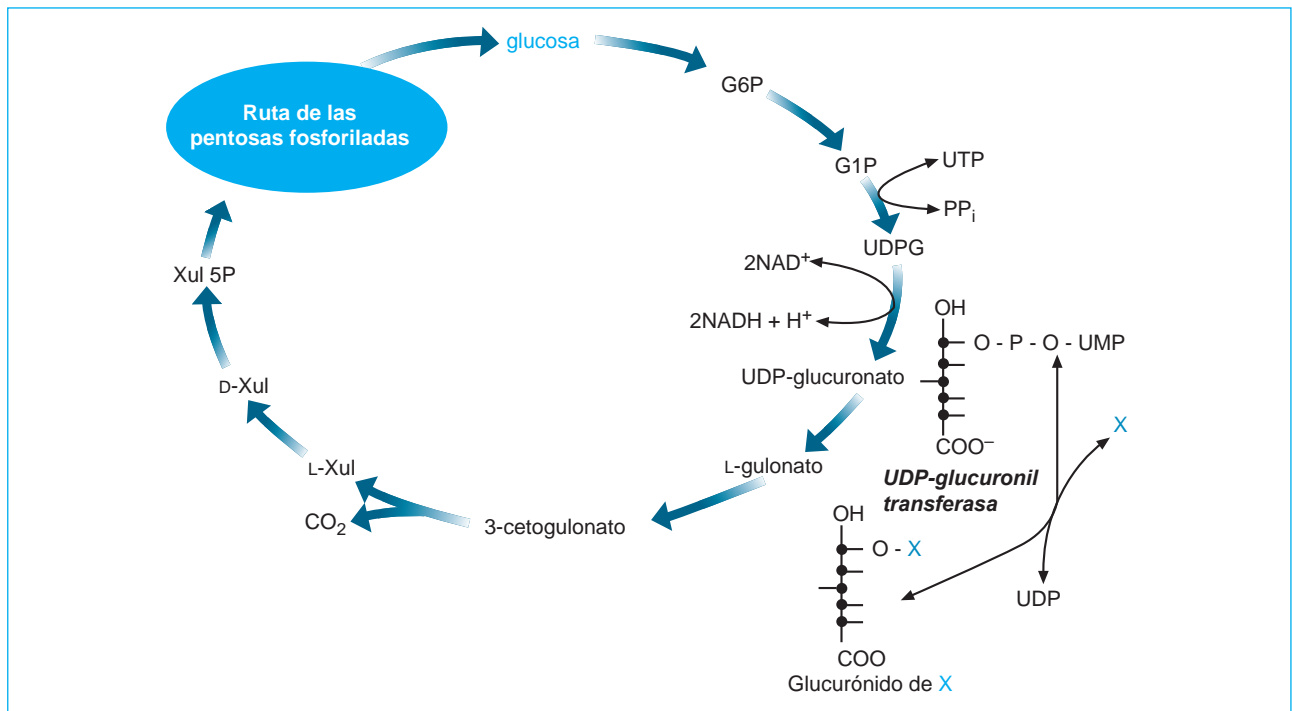 glucosa
G6P
Ruta de las
pentosas fosforiladas
G1P
UTP
PPi
UDPG
2NAD+
2NADH + H+
Xul 5P
OH
O - P - O - UMP
UDP-glucuronato
D-Xul
X
COO–
L-Xul
L-gulonato
UDP-glucuronil
transferasa
CO2
3-cetogulonato
OH
O - X
UDP
COO
Glucurónido de X